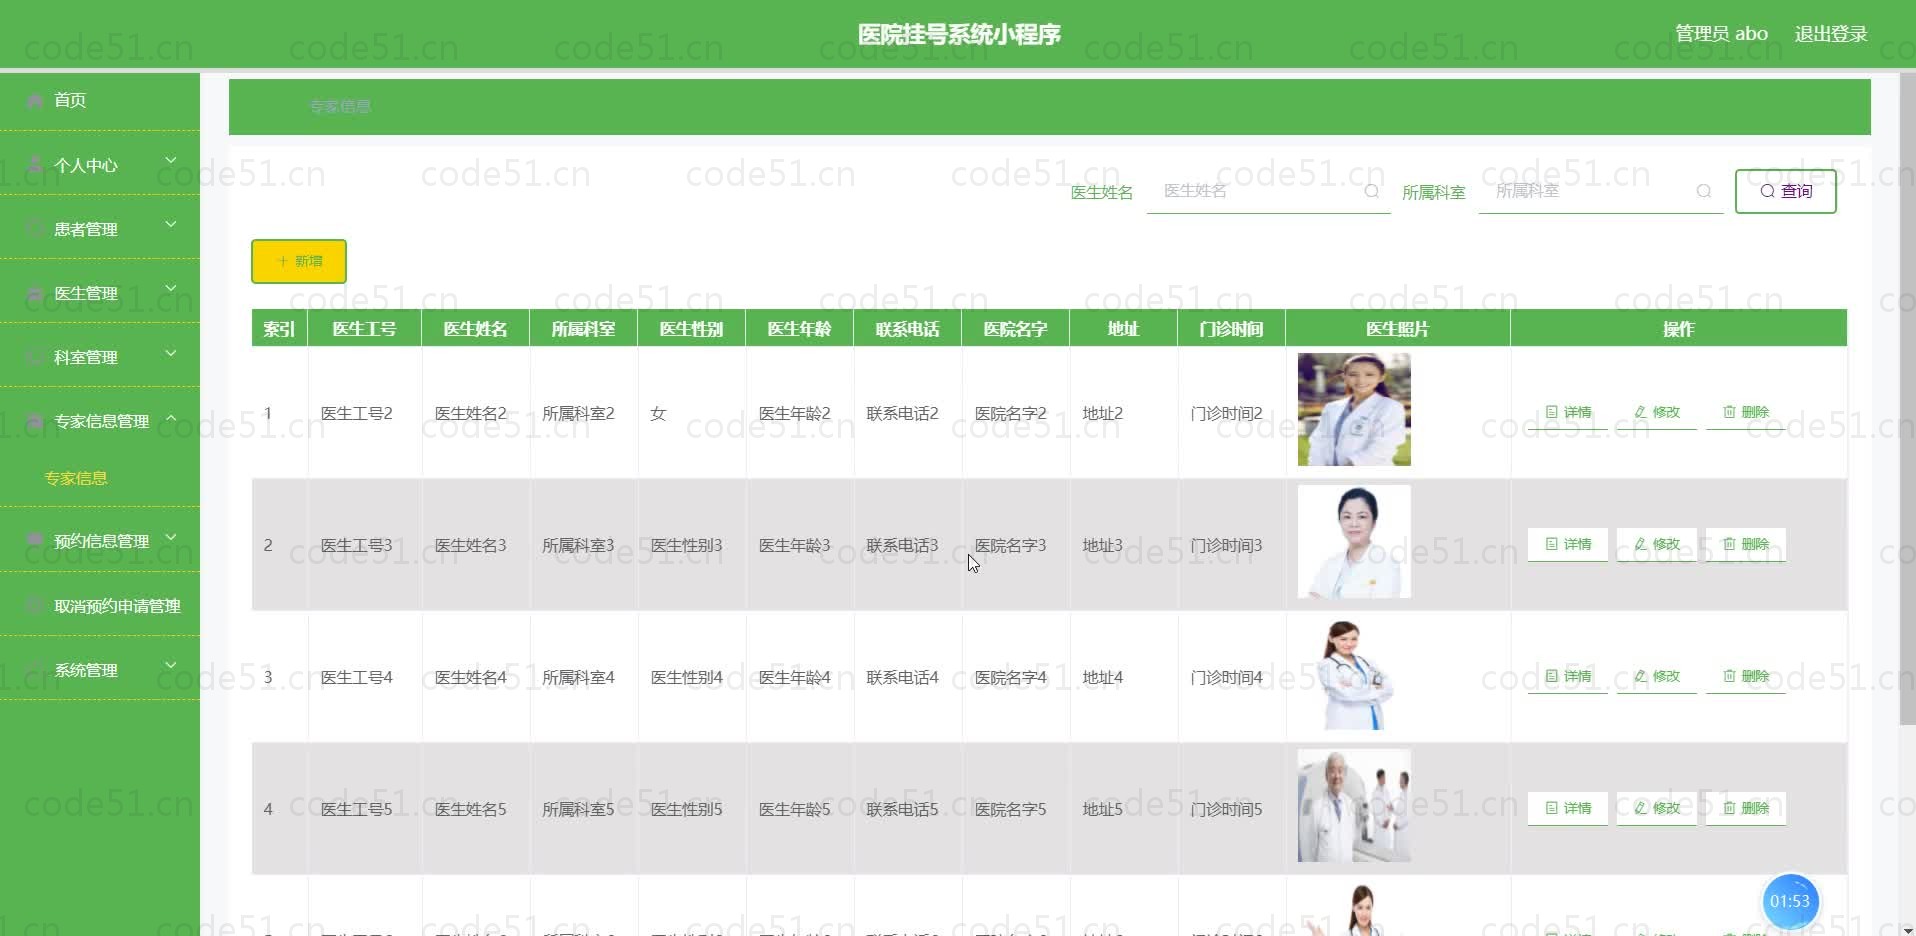 医院挂号系统小程序
管理员 abo
退出登录
首页
个人中心
患者管理
医生管理
科室管理
专家信息管理
专家信息
预约信息管理
取消预约申请管理
系统管理
专家信息
医生姓名 医生姓名 所属科室 所属科室 查询
+ 新增
索引 医生工号 医生姓名 所属科室 医生性别 医生年龄 联系电话 医院名字 地址 门诊时间 医生照片 操作
1 医生工号2 医生姓名2 所属科室2 女 医生年龄2 联系电话2 医院名字2 地址2 门诊时间2 详情 修改 删除
2 医生工号3 医生姓名3 所属科室3 医生性别3 医生年龄3 联系电话3 医院名字3 地址3 门诊时间3 详情 修改 删除
3 医生工号4 医生姓名4 所属科室4 医生性别4 医生年龄4 联系电话4 医院名字4 地址4 门诊时间4 详情 修改 删除
4 医生工号5 医生姓名5 所属科室5 医生性别5 医生年龄5 联系电话5 医院名字5 地址5 门诊时间5 详情 修改 删除
01:53
code51.cn